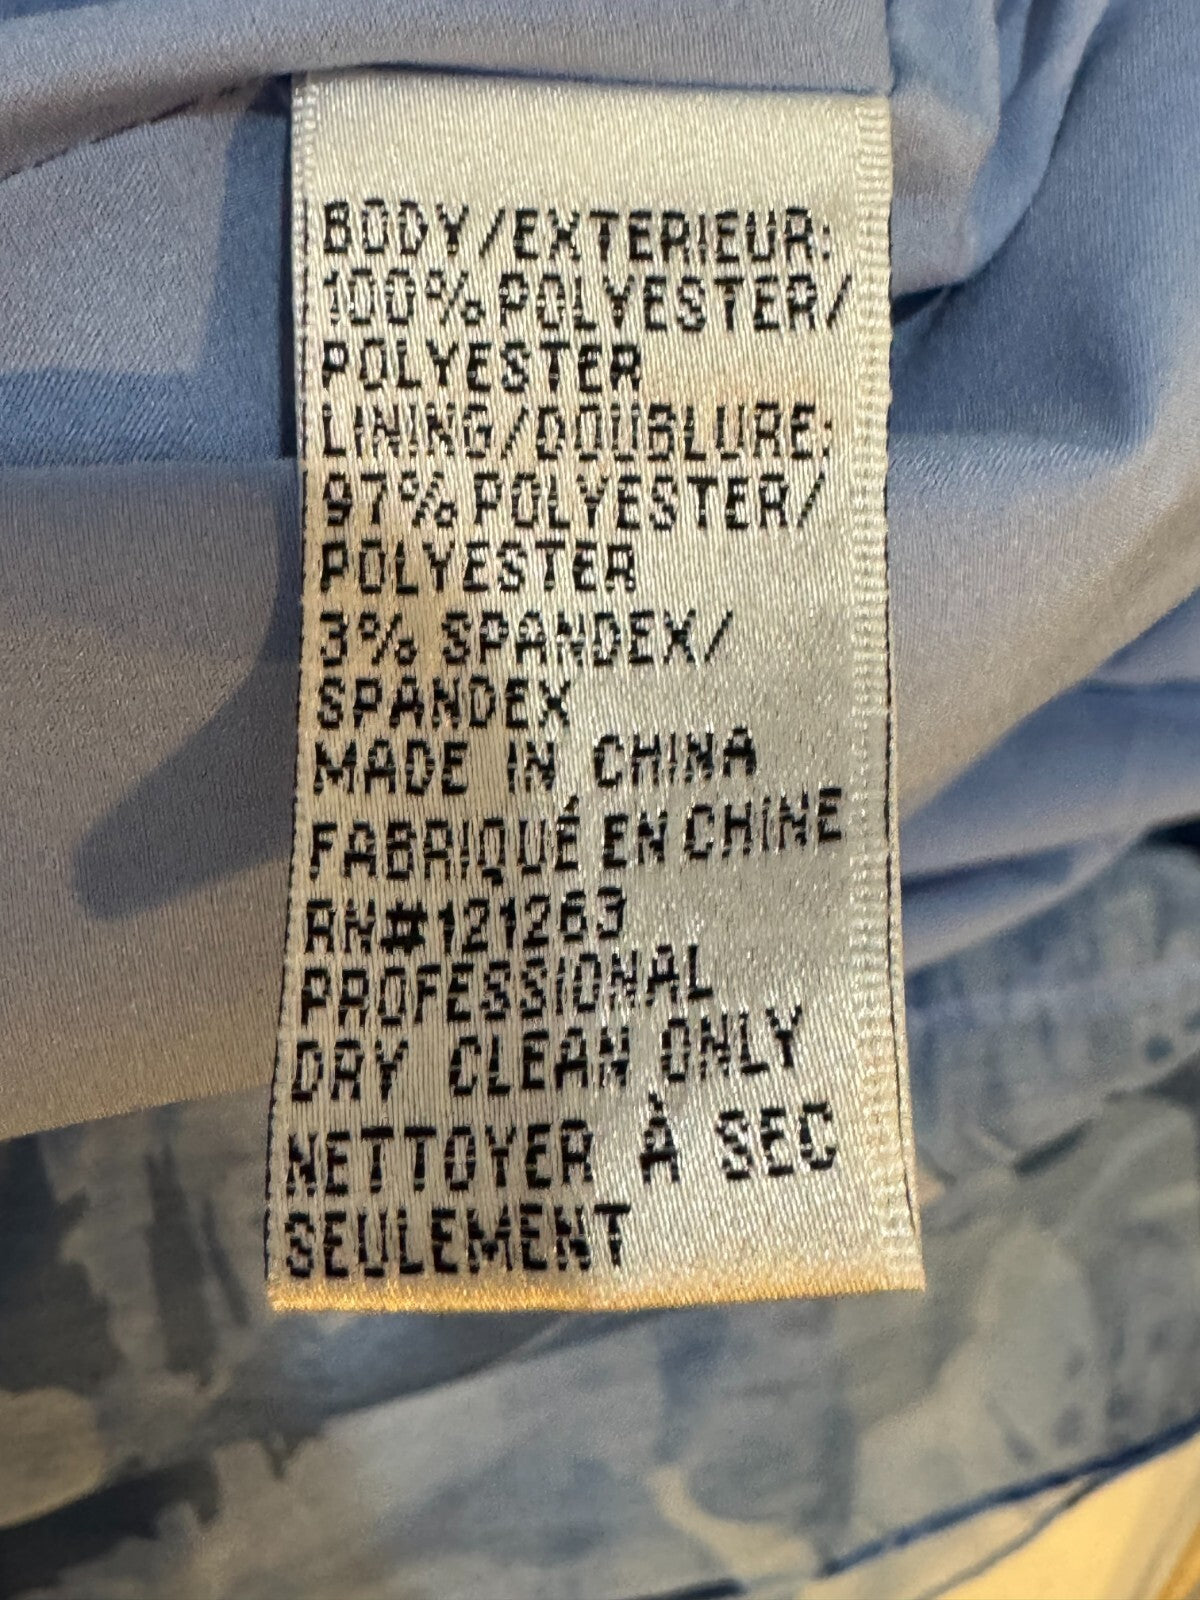 BODY/EXTERIEUR:
100% POLYESTER/
POLYESTER
LINING/DOUBLURE:
97% POLYESTER/
POLYESTER
3% SPANDEX/
SPANDEX
MADE IN CHINA
FABRIQUÉ EN CHINE
RN#121263
PROFESSIONAL
DRY CLEAN ONLY
NETTOYER À SEC
SEULEMENT